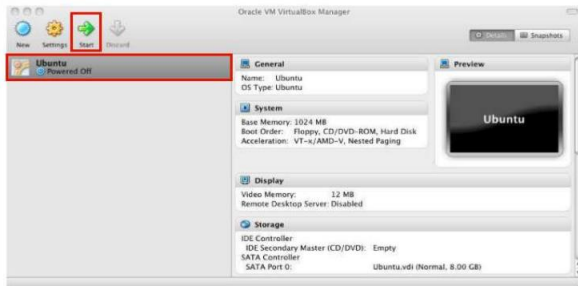 Oracle VM VirtualBox Manager
New Settings Start Discard
Details Snapshots
Ubuntu
Powered Off
General
Name: Ubuntu
OS Type: Ubuntu
System
Base Memory: 1024 MB
Boot Order: Floppy, CD/DVD-ROM, Hard Disk
Acceleration: VT-x/AMD-V, Nested Paging
Preview
Ubuntu
Display
Video Memory: 12 MB
Remote Desktop Server: Disabled
Storage
IDE Controller
IDE Secondary Master (CD/DVD): Empty
SATA Controller
SATA Port 0: Ubuntu.vdi (Normal, 8.00 GB)